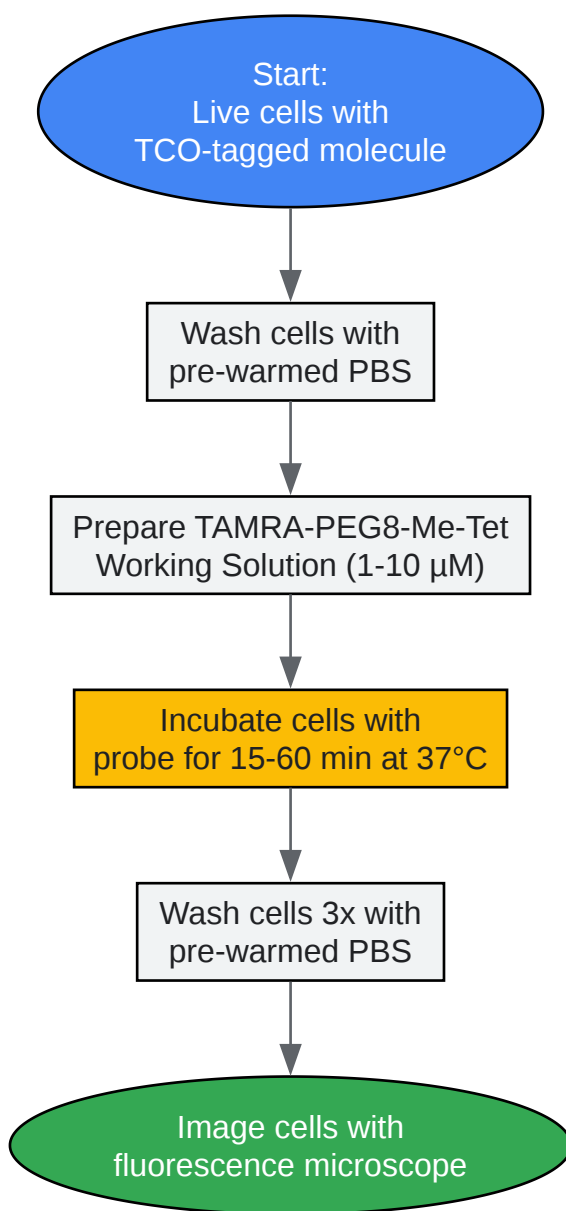 Start:
Live cells with
TCO-tagged molecule
Wash cells with
pre-warmed PBS
Prepare TAMRA-PEG8-Me-Tet
Working Solution (1-10 µM)
Incubate cells with
probe for 15-60 min at 37°C
Wash cells 3x with
pre-warmed PBS
Image cells with
fluorescence microscope